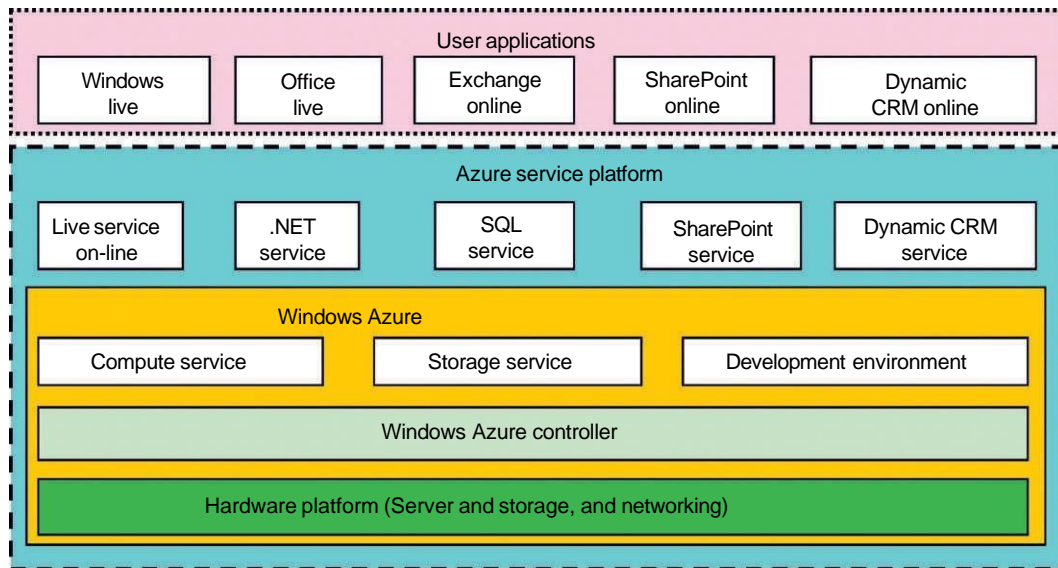 User applications
Windows
live
Office
live
Exchange
online
SharePoint
online
Dynamic
CRM online
Azure service platform
Live service
on-line
.NET
service
SQL
service
SharePoint
service
Dynamic CRM
service
Windows Azure
Compute service
Storage service
Development environment
Windows Azure controller
Hardware platform (Server and storage, and networking)